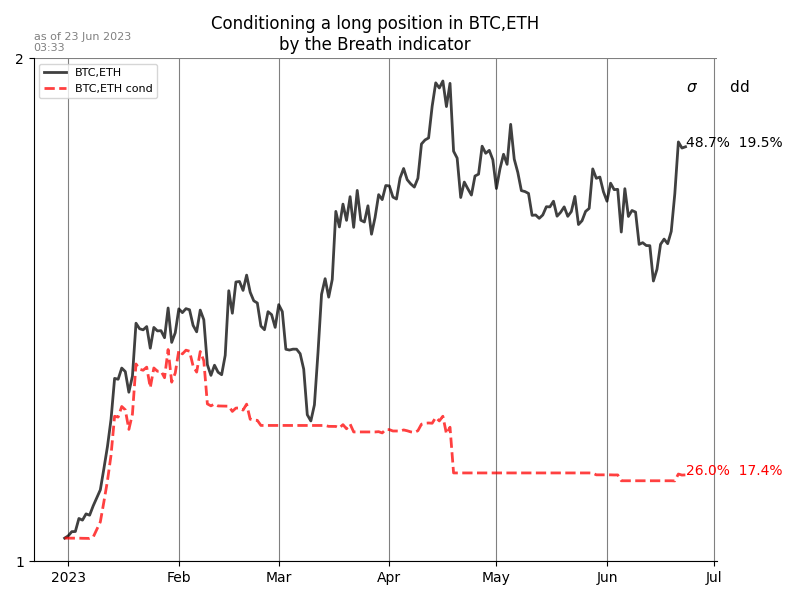 Conditioning a long position in BTC,ETH
by the Breath indicator
as of 23 Jun 2023
03:33
2
BTC,ETH
BTC,ETH cond
σ dd
48.7% 19.5%
26.0% 17.4%
1
2023 Feb Mar Apr May Jun Jul